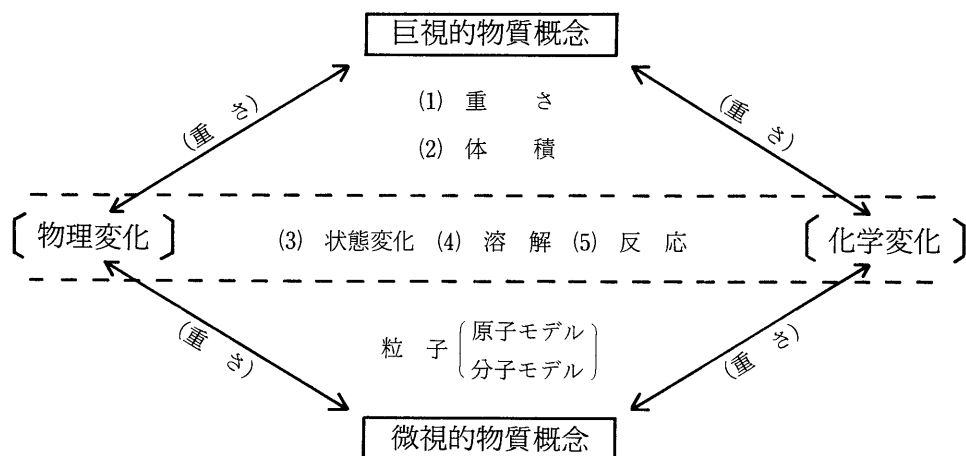 巨視的物質概念
(重さ)
(1) 重さ
(重さ)
(2) 体積
〔物理変化〕 (3) 状態変化 (4) 溶解 (5) 反応 〔化学変化〕
(重さ)
粒子 原子モデル
分子モデル
(重さ)
微視的物質概念